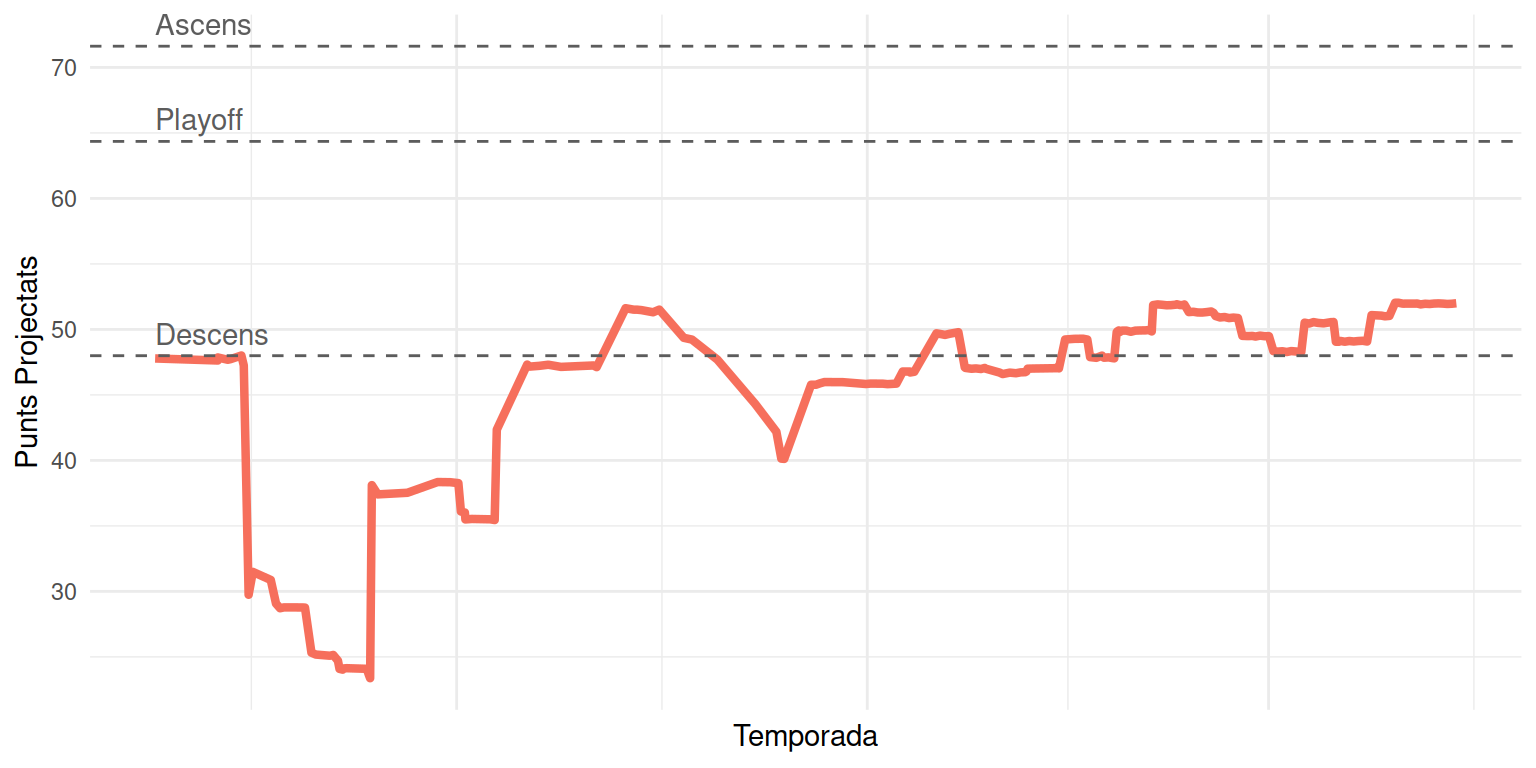 Ascens
70
Playoff
60
Descens
50
40
30
Punts Projectats
Temporada